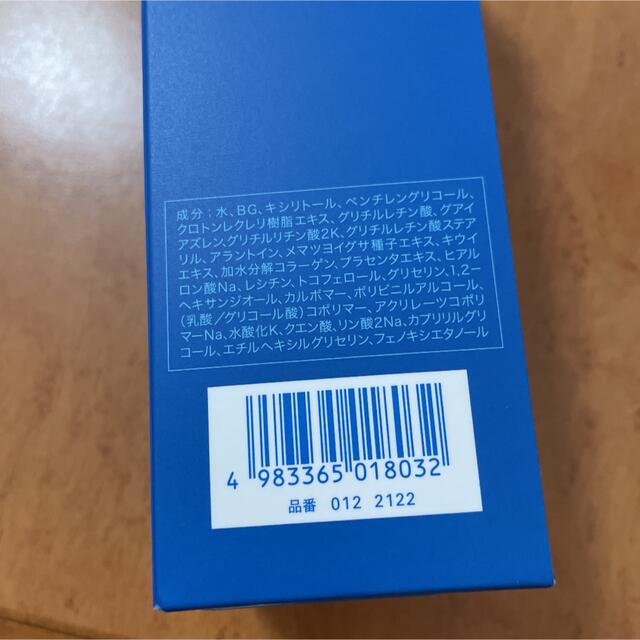 成分：水、BG、キシリトール、ペンチレングリコール、
クロトンレクレリ樹脂エキス、グリチルレチン酸、グアイ
アズレン、グリチルリチン酸2K、グリチルレチン酸ステア
リル、アラントイン、メマツヨイグサ種子エキス、キウイ
エキス、加水分解コラーゲン、プラセンタエキス、ヒアル
ロン酸Na、レシチン、トコフェロール、グリセリン、1,2ー
ヘキサンジオール、カルボマー、ポリビニルアルコール、
(乳酸／グリコール酸)コポリマー、アクリレーツコポリ
マーNa、水酸化K、クエン酸、リン酸2Na、カプリリルグリ
コール、エチルヘキシルグリセリン、フェノキシエタノール
4 983365 018032
品番 012 2122